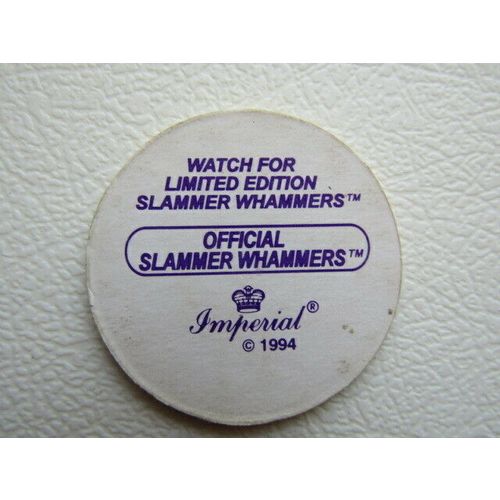 WATCH FOR
LIMITED EDITION
SLAMMER WHAMMERS™
OFFICIAL
SLAMMER WHAMMERS™
Imperial®
© 1994